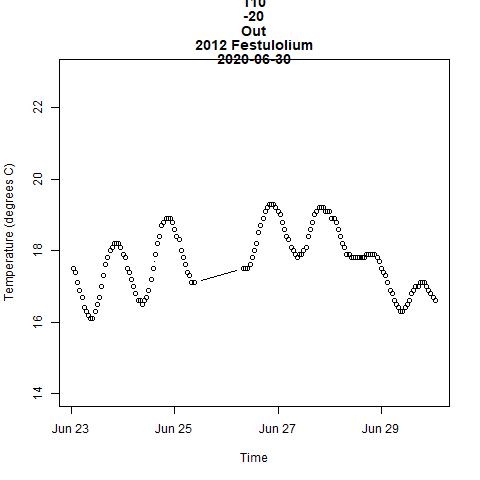 110
-20
Out
2012 Festulolium
2020-06-30
Temperature (degrees C)
22
20
18
16
14
Jun 23
Jun 25
Jun 27
Jun 29
Time